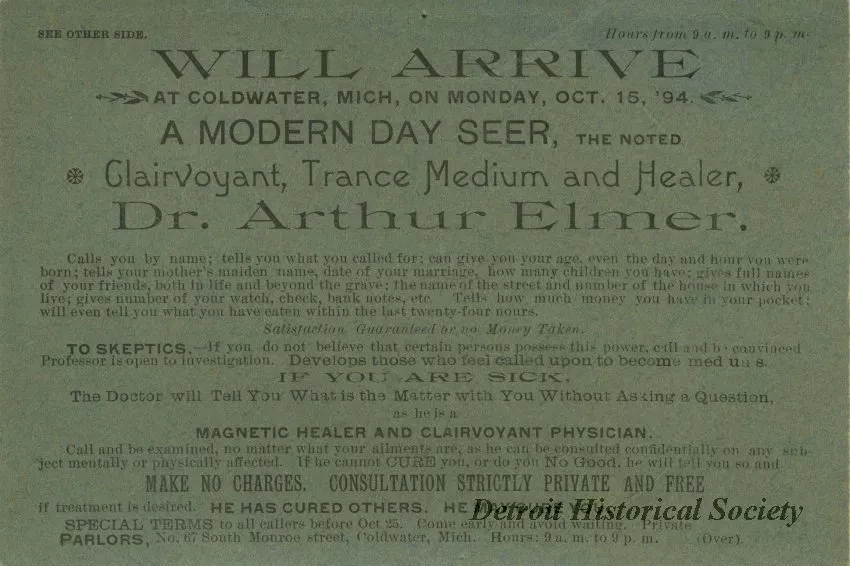 SEE OTHER SIDE. Hours from 9 a. m. to 9 p. m.
WILL ARRIVE
AT COLDWATER, MICH, ON MONDAY, OCT. 15, '94.
A MODERN DAY SEER, THE NOTED
Clairvoyant, Trance Medium and Healer,
Dr. Arthur Elmer.
Calls you by name; tells you what you called for; can give you your age, even the day and hour you were
born; tells your mother's maiden name, date of your marriage, how many children you have; gives full names
of your friends, both in life and beyond the grave; the name of the street and number of the house in which you
live; gives number of your watch, check, bank notes, etc. Tells how much money you have in your pocket;
will even tell you what you have eaten within the last twenty-four hours.
Satisfaction Guaranteed or no Money Taken.
TO SKEPTICS.—If you do not believe that certain persons possess this power, call and be convinced
Professor is open to investigation. Develops those who feel called upon to become
IF YOU ARE SICK,
The Doctor will Tell You What is the Matter with You Without Asking a Question,
as he is a
MAGNETIC HEALER AND CLAIRVOYANT PHYSICIAN.
Call and be examined, no matter what your ailments are, as he can be consulted confidentially on any sub-
ject mentally or physically affected. If he cannot CURE you, or do you No Good, he will tell you so and
MAKE NO CHARGES. CONSULTATION STRICTLY PRIVATE AND FREE
if treatment is desired. HE HAS CURED OTHERS. HE
Detroit Historical Society
SPECIAL TERMS to all callers before Oct. 25. Come early and avoid waiting. Private
PARLORS, No. 67 South Monroe street, Coldwater, Mich. Hours: 9 a. m. to 9 p. m. (Over).